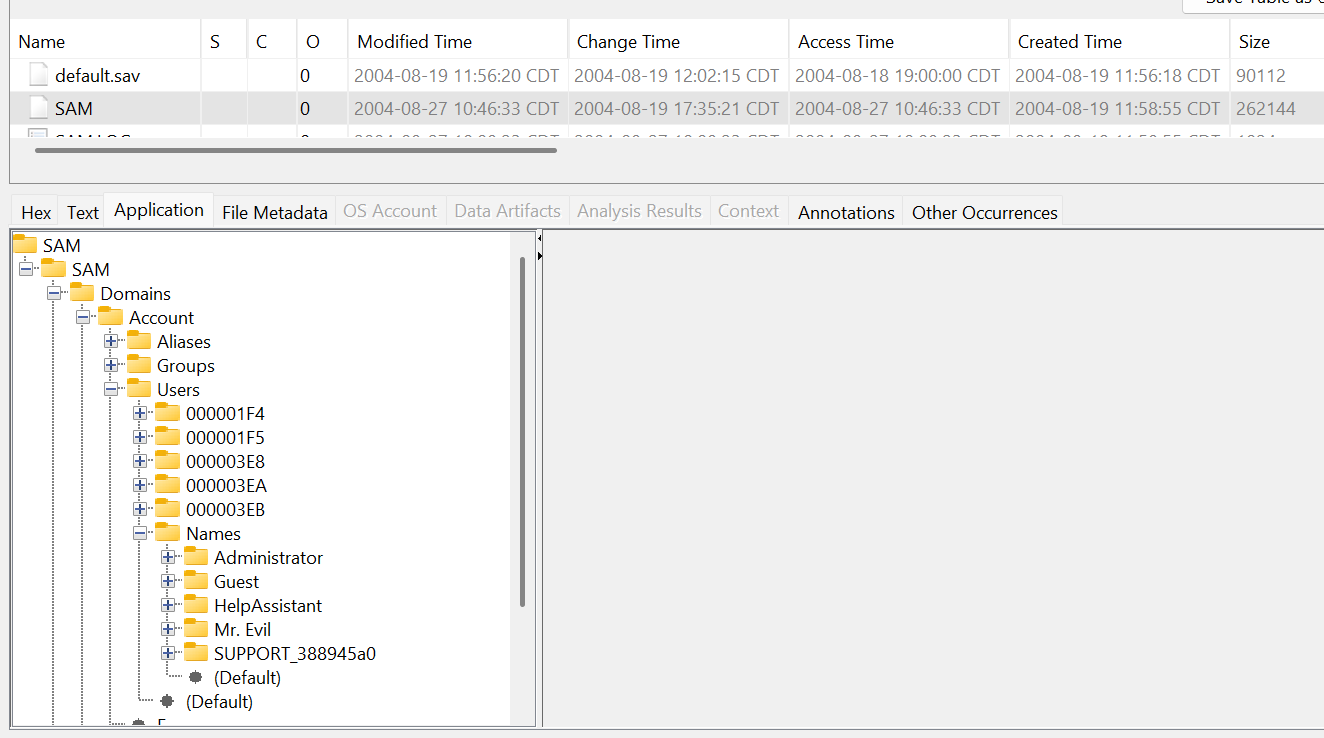 Save Table as
Name S C O Modified Time Change Time Access Time Created Time Size
default.sav 0 2004-08-19 11:56:20 CDT 2004-08-19 12:02:15 CDT 2004-08-18 19:00:00 CDT 2004-08-19 11:56:18 CDT 90112
SAM 0 2004-08-27 10:46:33 CDT 2004-08-19 17:35:21 CDT 2004-08-27 10:46:33 CDT 2004-08-19 11:58:55 CDT 262144
Hex Text Application File Metadata OS Account Data Artifacts Analysis Results Context Annotations Other Occurrences
SAM
SAM
Domains
Account
Aliases
Groups
Users
000001F4
000001F5
000003E8
000003EA
000003EB
Names
Administrator
Guest
HelpAssistant
Mr. Evil
SUPPORT_388945a0
(Default)
(Default)